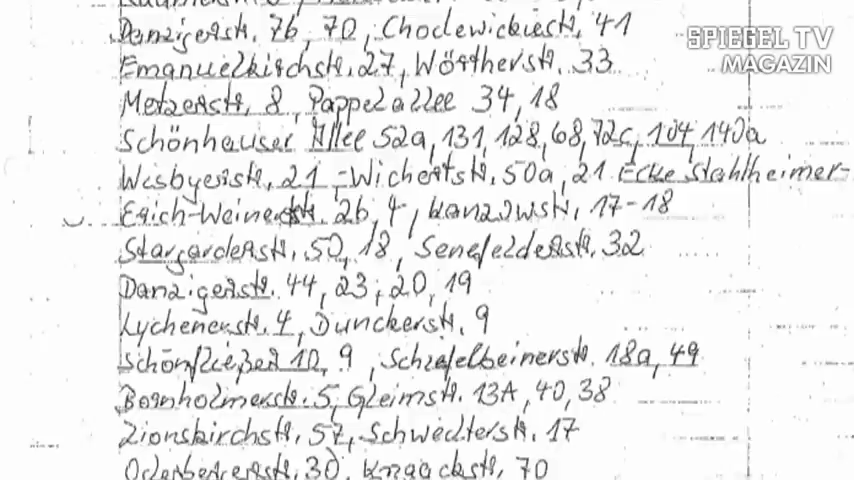 Danzigerstr. 76, 70, Chodewickiestr. 41
SPIEGEL TV
MAGAZIN
Emanuelkirchstr. 27, Wörtherstr. 33
Metzerstr. 8, Pappelallee 34, 18
Schönhauser Allee 52a, 131, 128, 68, 72c, 104, 140a
Wisbyerstr. 21 - Wichertstr. 50a, 21 Ecke Stahlheimer-
Erich-Weinertstr. 26, 4, Kanzowstr. 17-18
Stargarderstr. 50, 18, Senefelderstr. 32
Danzigerstr. 44, 23, 20, 19
Lychenerstr. 4, Dunckerstr. 9
Schönfließer 10, 9, Schiefelbeinerstr. 18a, 49
Bornholmerstr. 5, Gleimstr. 13A, 40, 38
Zionskirchstr. 57, Schwedterstr. 17
Oderbergerstr. 30, Knaackstr. 70